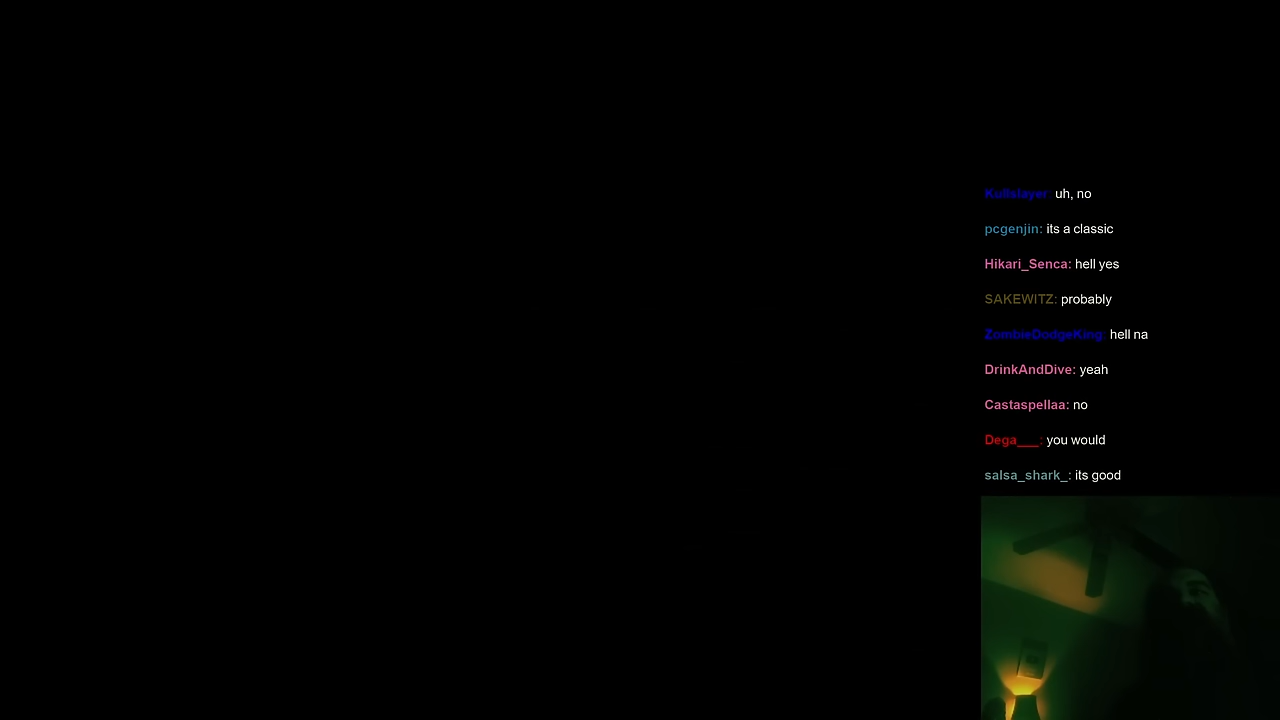 Kullslayer: uh, no
pcgenjin: its a classic
Hikari_Senca: hell yes
SAKEWITZ: probably
ZombieDodgeKing: hell na
DrinkAndDive: yeah
Castaspellaa: no
Dega___: you would
salsa_shark_: its good